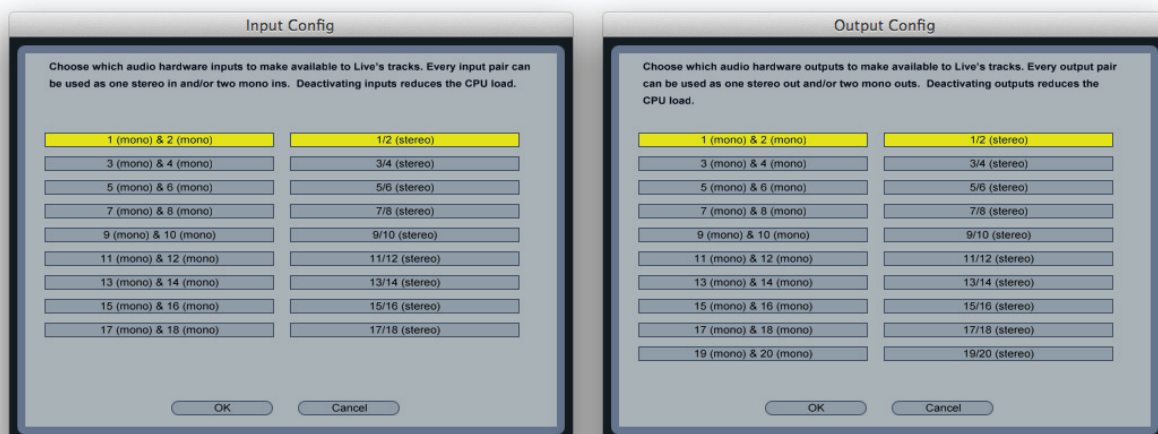 Input Config
Choose which audio hardware inputs to make available to Live's tracks. Every input pair can
be used as one stereo in and/or two mono ins. Deactivating inputs reduces the CPU load.
1 (mono) & 2 (mono)
1/2 (stereo)
3 (mono) & 4 (mono)
3/4 (stereo)
5 (mono) & 6 (mono)
5/6 (stereo)
7 (mono) & 8 (mono)
7/8 (stereo)
9 (mono) & 10 (mono)
9/10 (stereo)
11 (mono) & 12 (mono)
11/12 (stereo)
13 (mono) & 14 (mono)
13/14 (stereo)
15 (mono) & 16 (mono)
15/16 (stereo)
17 (mono) & 18 (mono)
17/18 (stereo)
OK
Cancel
Output Config
Choose which audio hardware outputs to make available to Live's tracks. Every output pair
can be used as one stereo out and/or two mono outs. Deactivating outputs reduces the
CPU load.
1 (mono) & 2 (mono)
1/2 (stereo)
3 (mono) & 4 (mono)
3/4 (stereo)
5 (mono) & 6 (mono)
5/6 (stereo)
7 (mono) & 8 (mono)
7/8 (stereo)
9 (mono) & 10 (mono)
9/10 (stereo)
11 (mono) & 12 (mono)
11/12 (stereo)
13 (mono) & 14 (mono)
13/14 (stereo)
15 (mono) & 16 (mono)
15/16 (stereo)
17 (mono) & 18 (mono)
17/18 (stereo)
19 (mono) & 20 (mono)
19/20 (stereo)
OK
Cancel